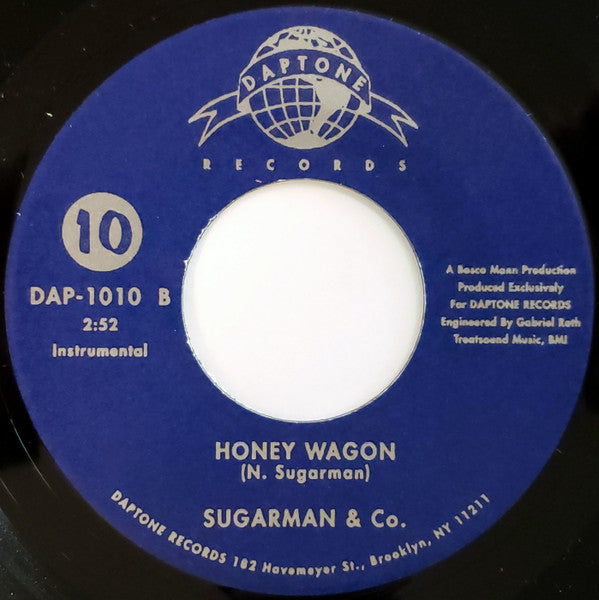 DAPTONE
RECORDS
10
DAP-1010 B
2:52
Instrumental
A Bosco Mann Production
Produced Exclusively
For DAPTONE RECORDS
Engineered By Gabriel Roth
Treatsound Music, BMI
HONEY WAGON
(N. Sugarman)
SUGARMAN & Co.
DAPTONE RECORDS 182 Havemeyer St., Brooklyn, NY 11211